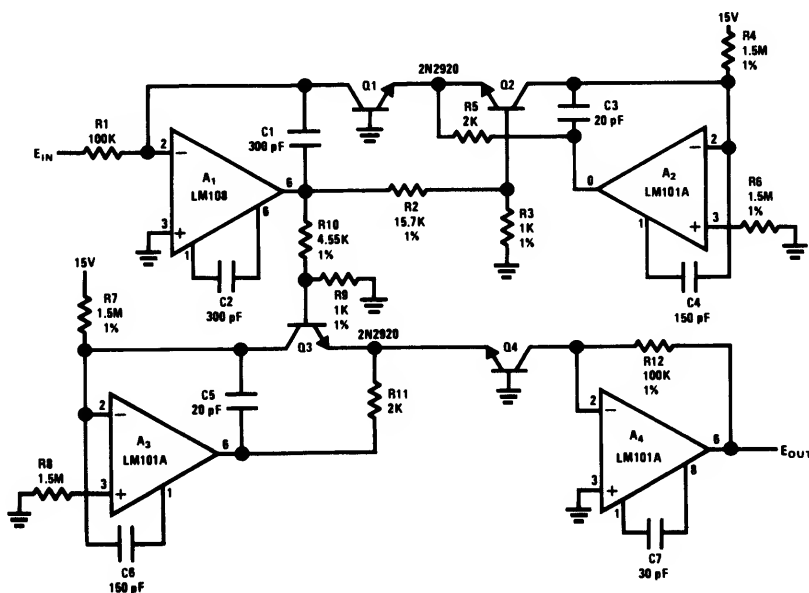 15V
R4
1.5M
1%
2N2920
Q1
Q2
R1
100K
C1
300 pF
R5
2K
C3
20 pF
EIN
2
A1
LM108
6
3
1
6
R2
15.7K
1%
0
A2
LM101A
2
3
1
R6
1.5M
1%
R10
4.55K
1%
R3
1K
1%
C2
300 pF
C4
150 pF
15V
R7
1.5M
1%
R9
1K
1%
2N2920
Q3
Q4
R12
100K
1%
C5
20 pF
R11
2K
2
A3
LM101A
6
3
1
R8
1.5M
2
A4
LM101A
6
3
1
8
EOUT
C6
150 pF
C7
30 pF